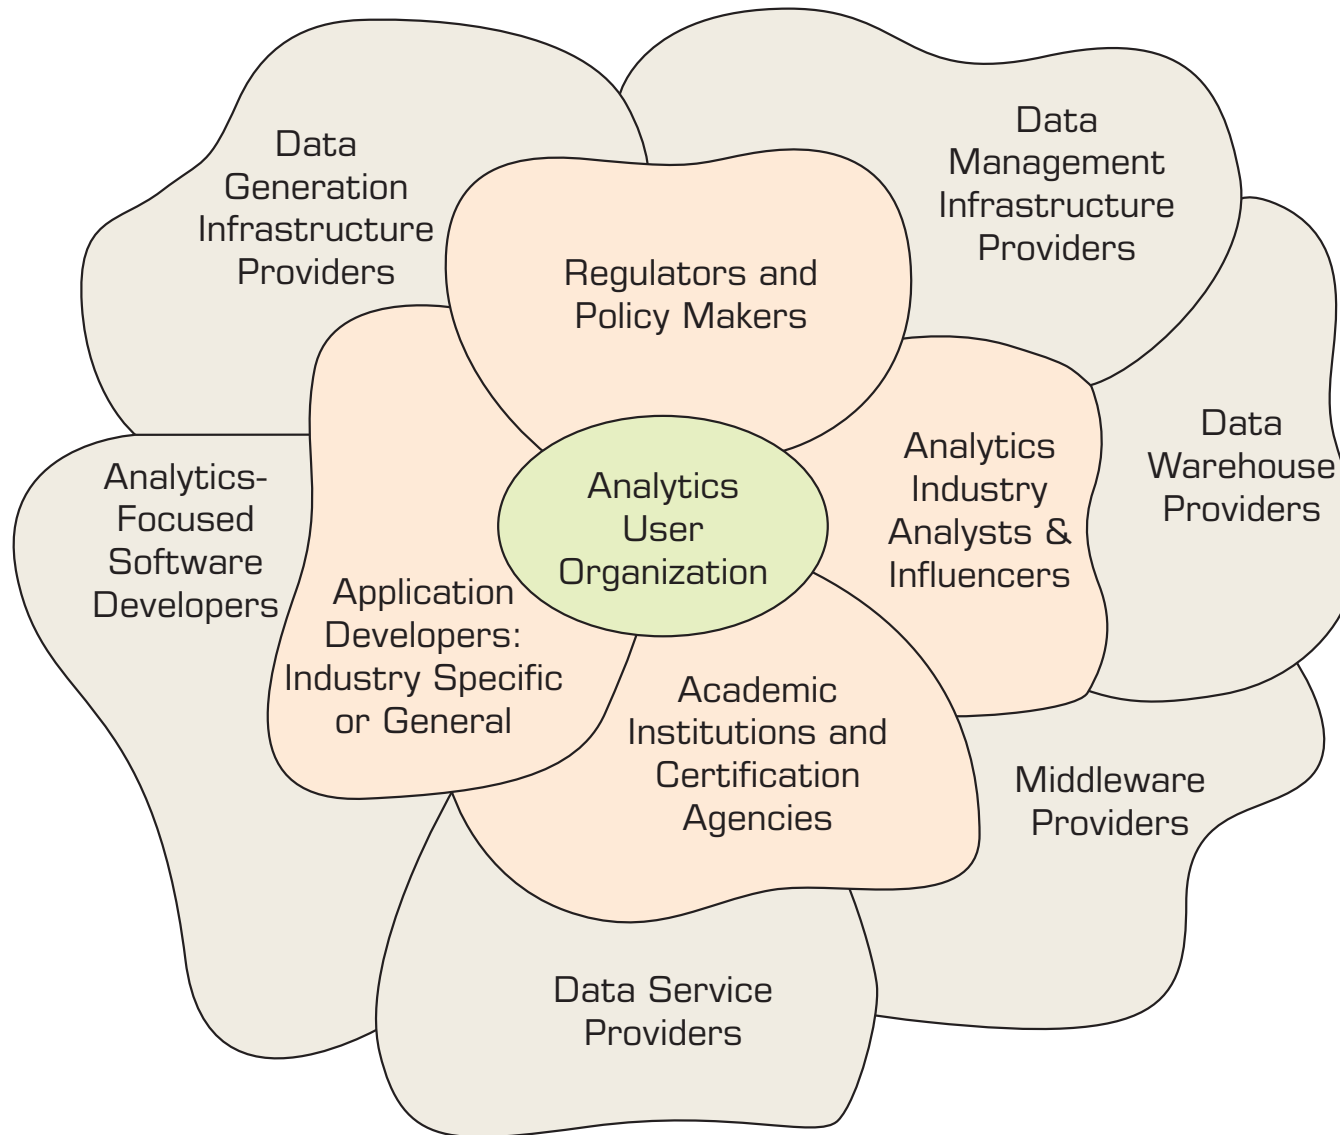 Data
Generation
Infrastructure
Providers
Data
Management
Infrastructure
Providers
Regulators and
Policy Makers
Analytics
Industry
Analysts &
Influencers
Data
Warehouse
Providers
Analytics-
Focused
Software
Developers
Analytics
User
Organization
Application
Developers:
Industry Specific
or General
Academic
Institutions and
Certification
Agencies
Middleware
Providers
Data Service
Providers